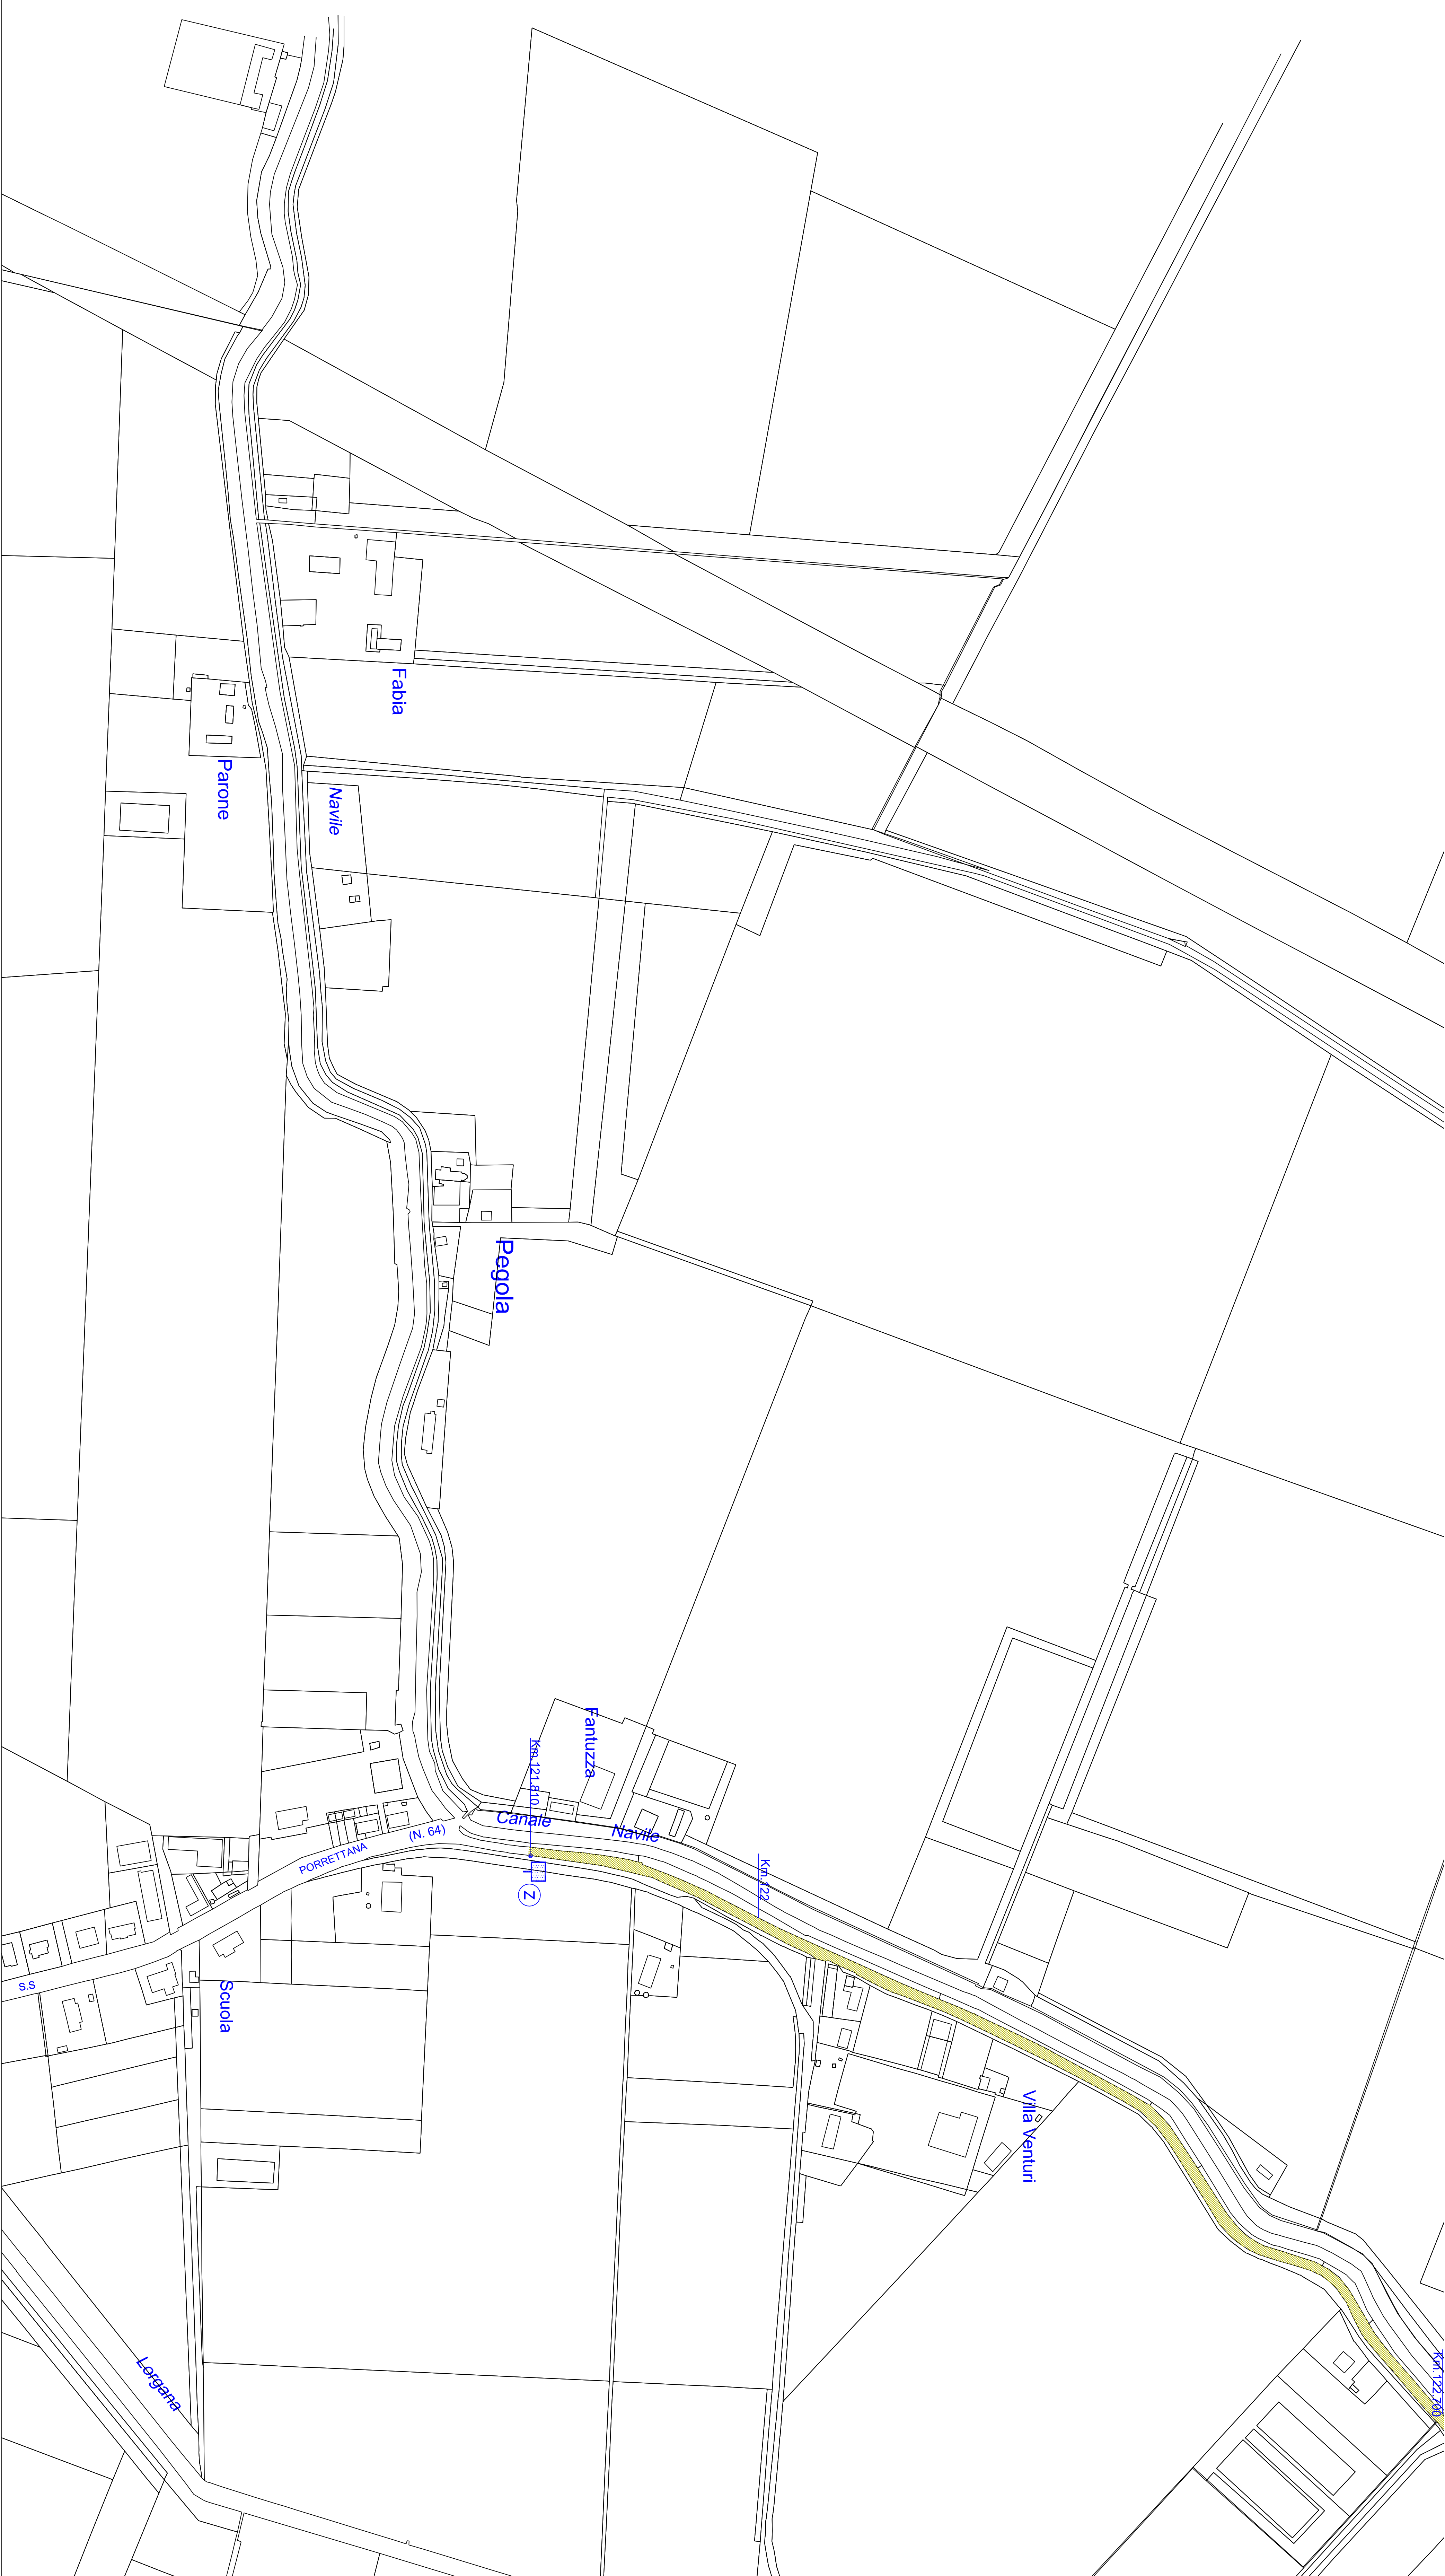 Fabia
Parone
Navile
Pegola
Fantuzza
Km.121,810
Canale
Navile
(N. 64)
PORRETTANA
Km.122
Z
S.S
Scuola
Villa Venturi
Lorgana
Km.122,700